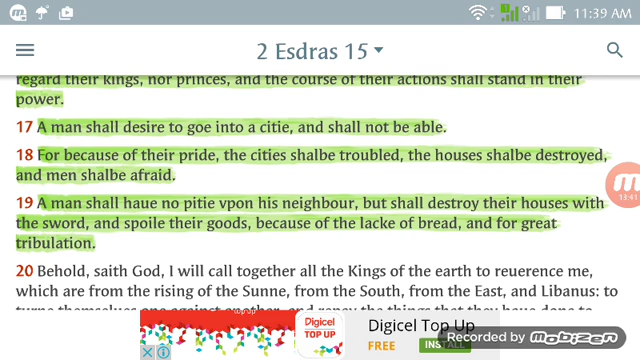 11:39 AM
2 Esdras 15
regard their kings, nor princes, and the course of their actions shall stand in their
power.
17 A man shall desire to goe into a citie, and shall not be able.
18 For because of their pride, the cities shalbe troubled, the houses shalbe destroyed,
and men shalbe afraid.
19 A man shall haue no pitie vpon his neighbour, but shall destroy their houses with
the sword, and spoile their goods, because of the lacke of bread, and for great
tribulation.
13:41
20 Behold, saith God, I will call together all the Kings of the earth to reuerence me,
which are from the rising of the Sunne, from the South, from the East, and Libanus: to
top up
Digicel
TOP UP
Digicel Top Up
FREE
INSTALL
Recorded by mobizen